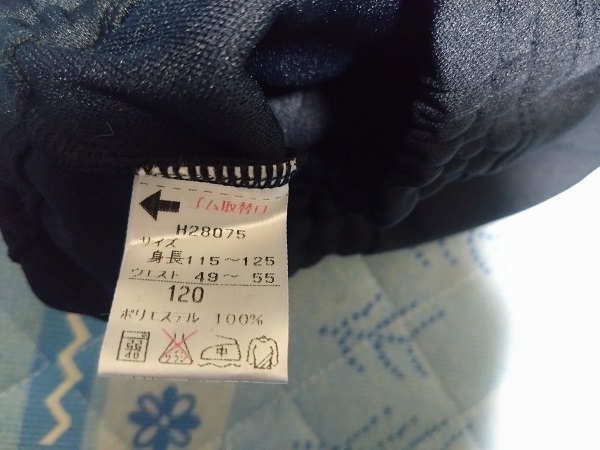 ゴム取替口
H28075
サイズ
身長115～125
ウエスト 49～ 55
120
ポリエステル 100%
中